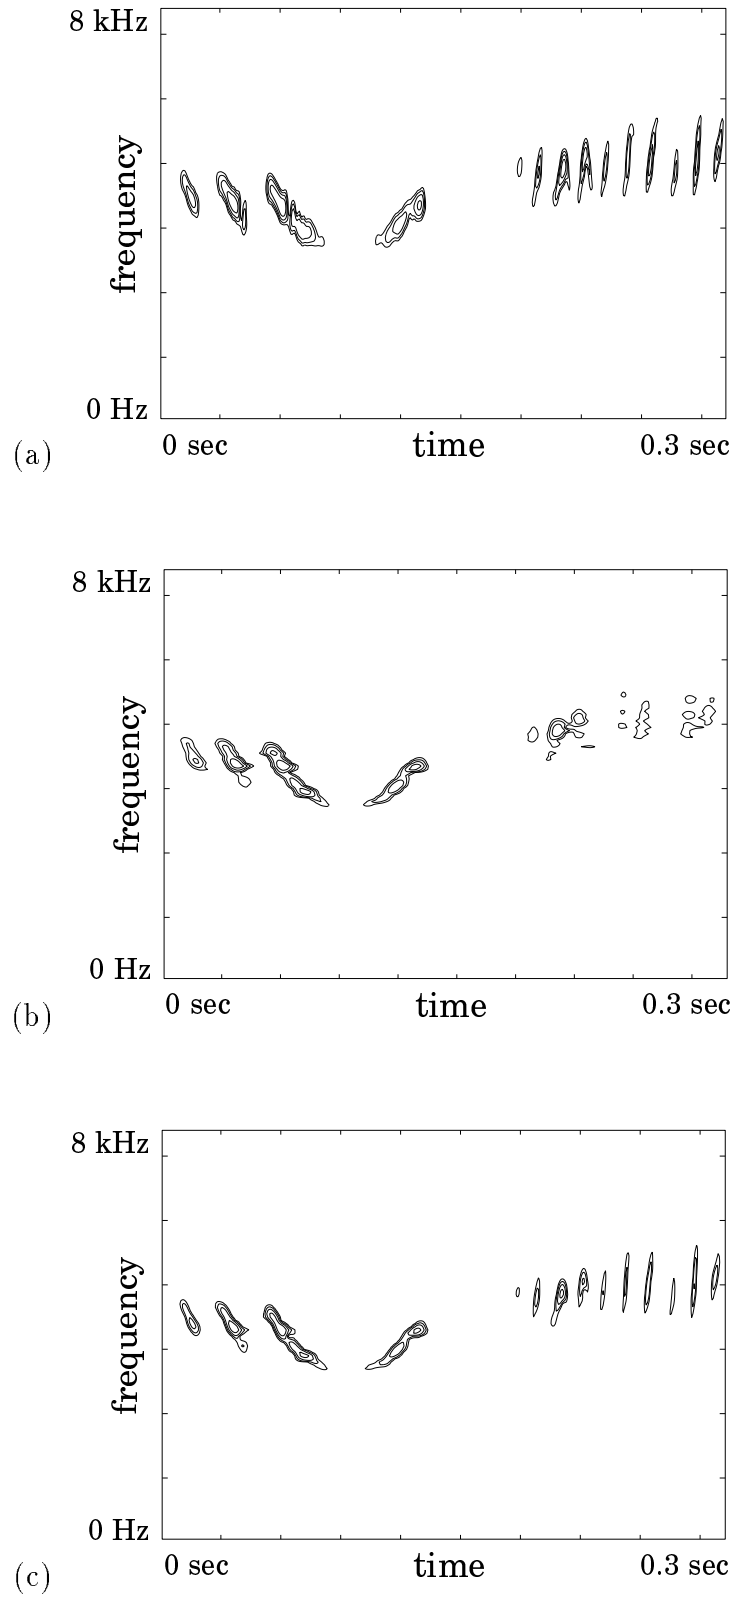 8 kHz
frequency
0 Hz
0 sec
time
0.3 sec
(a)
8 kHz
frequency
0 Hz
0 sec
time
0.3 sec
(b)
8 kHz
frequency
0 Hz
0 sec
time
0.3 sec
(c)